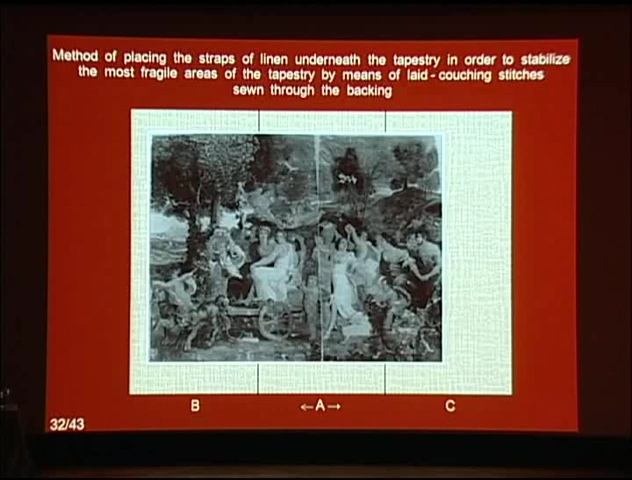 Method of placing the straps of linen underneath the tapestry in order to stabilize
the most fragile areas of the tapestry by means of laid-couching stitches
sewn through the backing
B ←A→ C
32/43